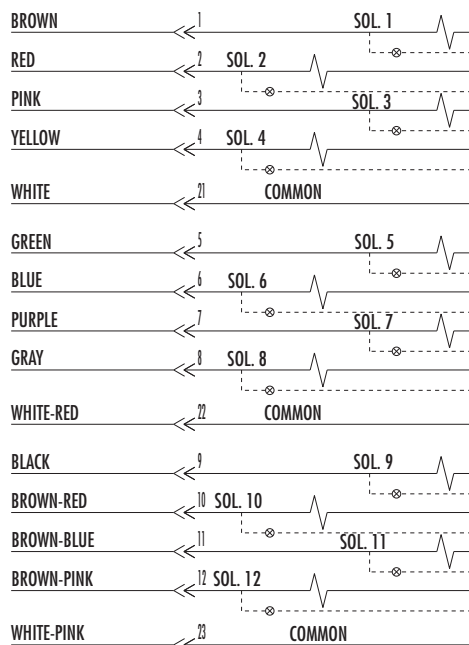 BROWN 1 SOL. 1
RED 2 SOL. 2
PINK 3 SOL. 3
YELLOW 4 SOL. 4
WHITE 21 COMMON
GREEN 5 SOL. 5
BLUE 6 SOL. 6
PURPLE 7 SOL. 7
GRAY 8 SOL. 8
WHITE-RED 22 COMMON
BLACK 9 SOL. 9
BROWN-RED 10 SOL. 10
BROWN-BLUE 11 SOL. 11
BROWN-PINK 12 SOL. 12
WHITE-PINK 23 COMMON